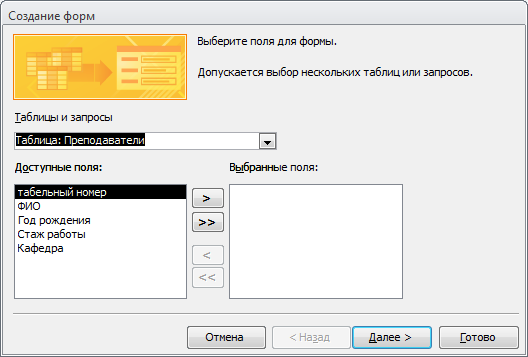 Создание форм
Выберите поля для формы.
Допускается выбор нескольких таблиц или запросов.
Таблицы и запросы
Таблица: Преподаватели
Доступные поля:
Выбранные поля:
табельный номер
ФИО
Год рождения
Стаж работы
Кафедра
>
>>
<
<<
Отмена
< Назад
Далее >
Готово